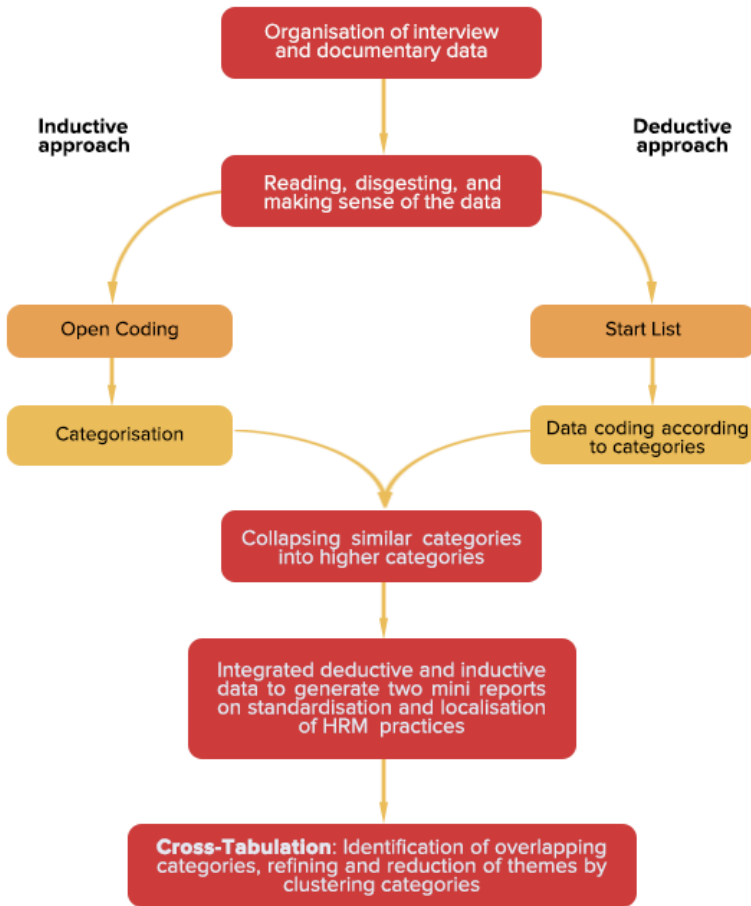 Organisation of interview
and documentary data
Inductive
approach
Deductive
approach
Reading, disgesting, and
making sense of the data
Open Coding
Start List
Categorisation
Data coding according
to categories
Collapsing similar categories
into higher categories
Integrated deductive and inductive
data to generate two mini reports
on standardisation and localisation
of HRM practices
Cross-Tabulation: Identification of overlapping
categories, refining and reduction of themes by
clustering categories